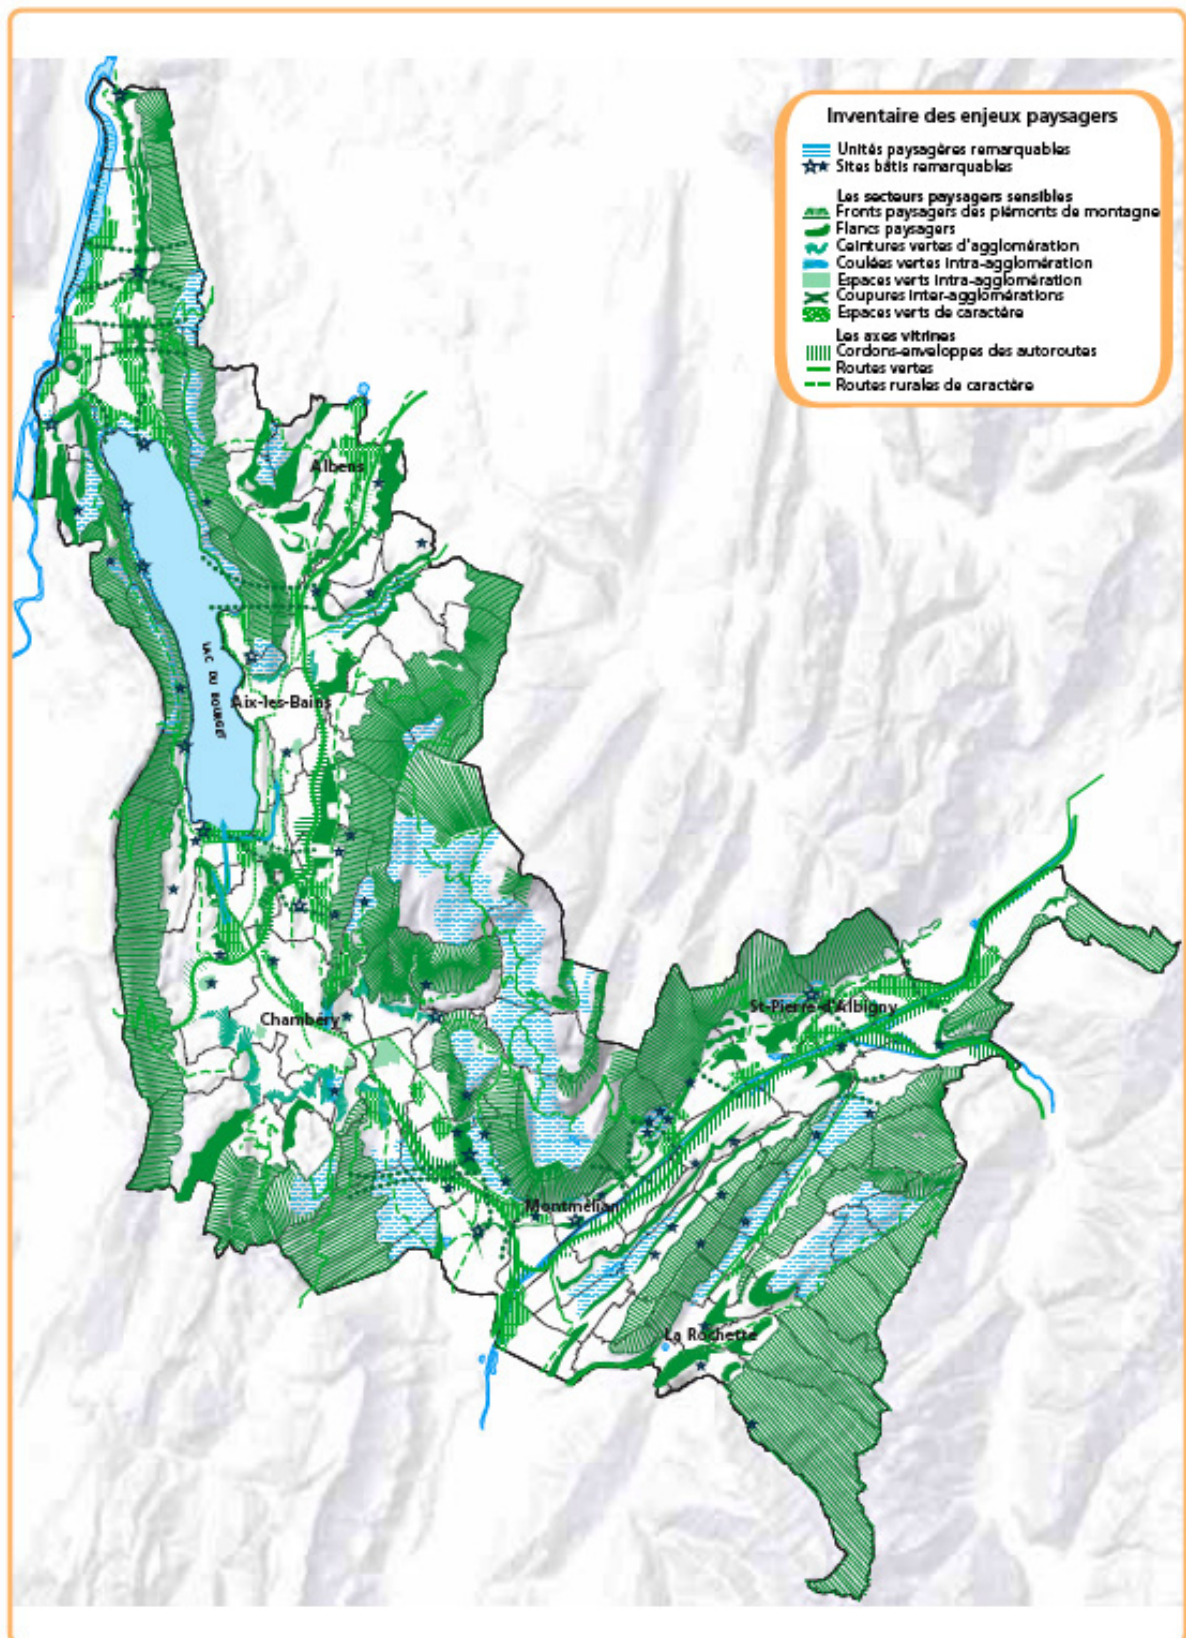 Inventaire des enjeux paysagers
Unités paysagères remarquables
Sites bâtis remarquables
Les secteurs paysagers sensibles
Fronts paysagers des piémonts de montagne
Flancs paysagers
Ceintures vertes d'agglomération
Coulées vertes intra-agglomération
Espaces verts intra-agglomération
Coupures inter-agglomérations
Espaces verts de caractère
Les axes vitrines
Cordons-enveloppes des autoroutes
Routes vertes
Routes rurales de caractère
Albens
LAC DU BOURGET
Aix-les-Bains
St-Pierre-d'Albigny
Chambéry
Montmélian
La Rochette